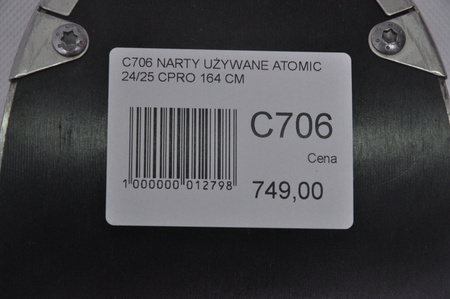 C706 NARTY UŻYWANE ATOMIC
24/25 CPRO 164 CM
C706
Cena
1 000000 012798
749,00